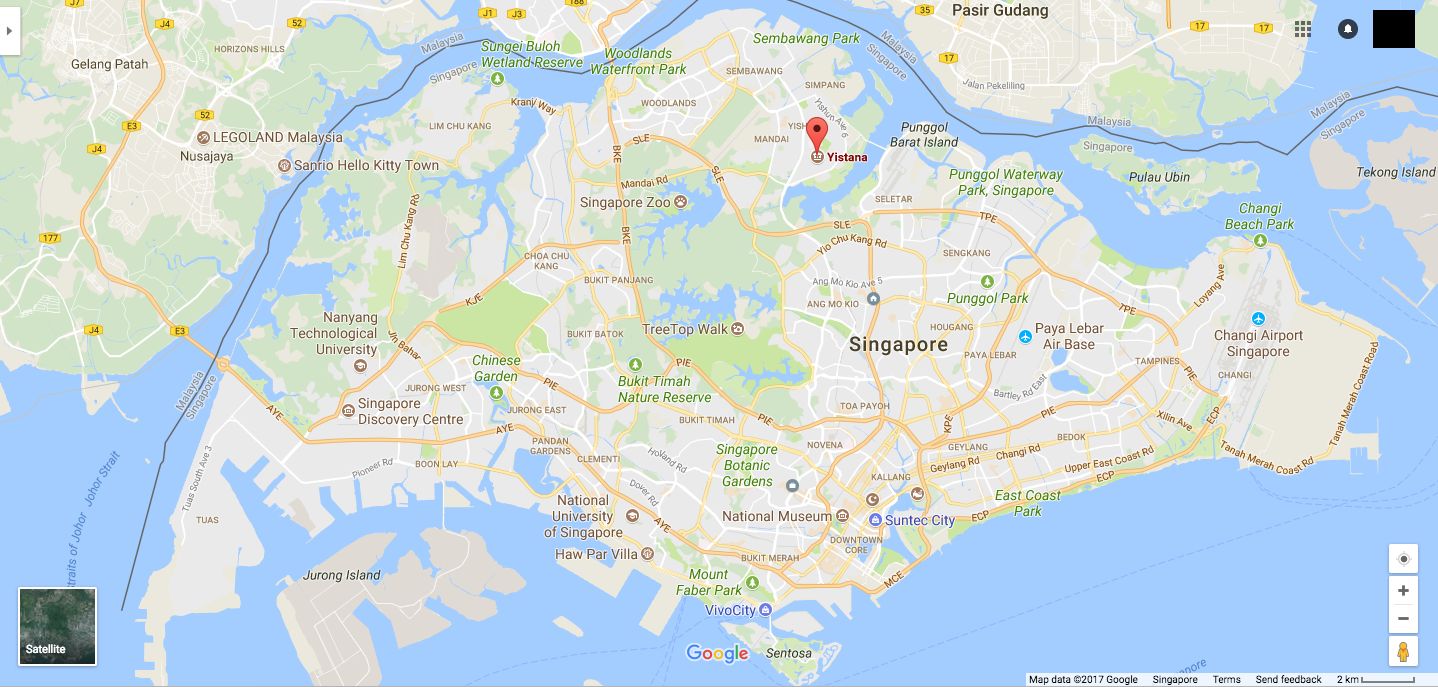 J7
J1
J3
188
35
Pasir Gudang
J4
52
J4
Sembawang Park
17
17
HORIZONS HILLS
Malaysia
Singapore
Sungei Buloh
Wetland Reserve
Woodlands
Waterfront Park
Malaysia
Singapore
Gelang Patah
17
SEMBAWANG
SIMPANG
Jalan Pekeliling
52
Kranji Way
WOODLANDS
Malaysia
Singapore
E3
LIM CHU KANG
SLE
MANDAI
Yishun Ave 6
Punggol
Barat Island
Malaysia
Singapore
LEGOLAND Malaysia
J4
Nusajaya
BKE
Yistana
Sanrio Hello Kitty Town
Mandai Rd
SLE
Punggol Waterway
Park, Singapore
Pulau Ubin
Tekong Island
Singapore Zoo
SELETAR
TPE
Changi
Beach Park
177
Lim Chu Kang Rd
BKE
SLE
Yio Chu Kang Rd
SENGKANG
CHOA CHU
KANG
BUKIT PANJANG
Ang Mo Kio Ave 5
Loyang Ave
KJE
ANG MO KIO
Punggol Park
TPE
Nanyang
Technological
University
J4
E3
Jln Bahar
BUKIT BATOK
TreeTop Walk
HOUGANG
Paya Lebar
Air Base
Changi Airport
Singapore
Singapore
PAYA LEBAR
TAMPINES
Chinese
Garden
PIE
PIE
CHANGI
Malaysia
Singapore
JURONG WEST
PIE
Bukit Timah
Nature Reserve
Bartley Rd East
Tanah Merah Coast Road
Singapore
Discovery Centre
JURONG EAST
TOA PAYOH
PIE
Xilin Ave
ECP
AYE
AYE
BUKIT TIMAH
PIE
KPE
PANDAN
GARDENS
NOVENA
GEYLANG
BEDOK
Singapore
Botanic
Gardens
Changi Rd
Tanah Merah Coast Rd
Tuas South Ave 3
Pioneer Rd
BOON LAY
CLEMENTI
Holland Rd
Geylang Rd
Upper East Coast Rd
KALLANG
ECP
Straits of Johor
Johor Strait
Dover Rd
East Coast
Park
TUAS
National
University
of Singapore
AYE
National Museum
Suntec City
ECP
Haw Par Villa
BUKIT MERAH
DOWNTOWN
CORE
Jurong Island
Mount
Faber Park
MCE
VivoCity
Satellite
Google
Sentosa
Singapore
Map data ©2017 Google
Singapore
Terms
Send feedback
2 km